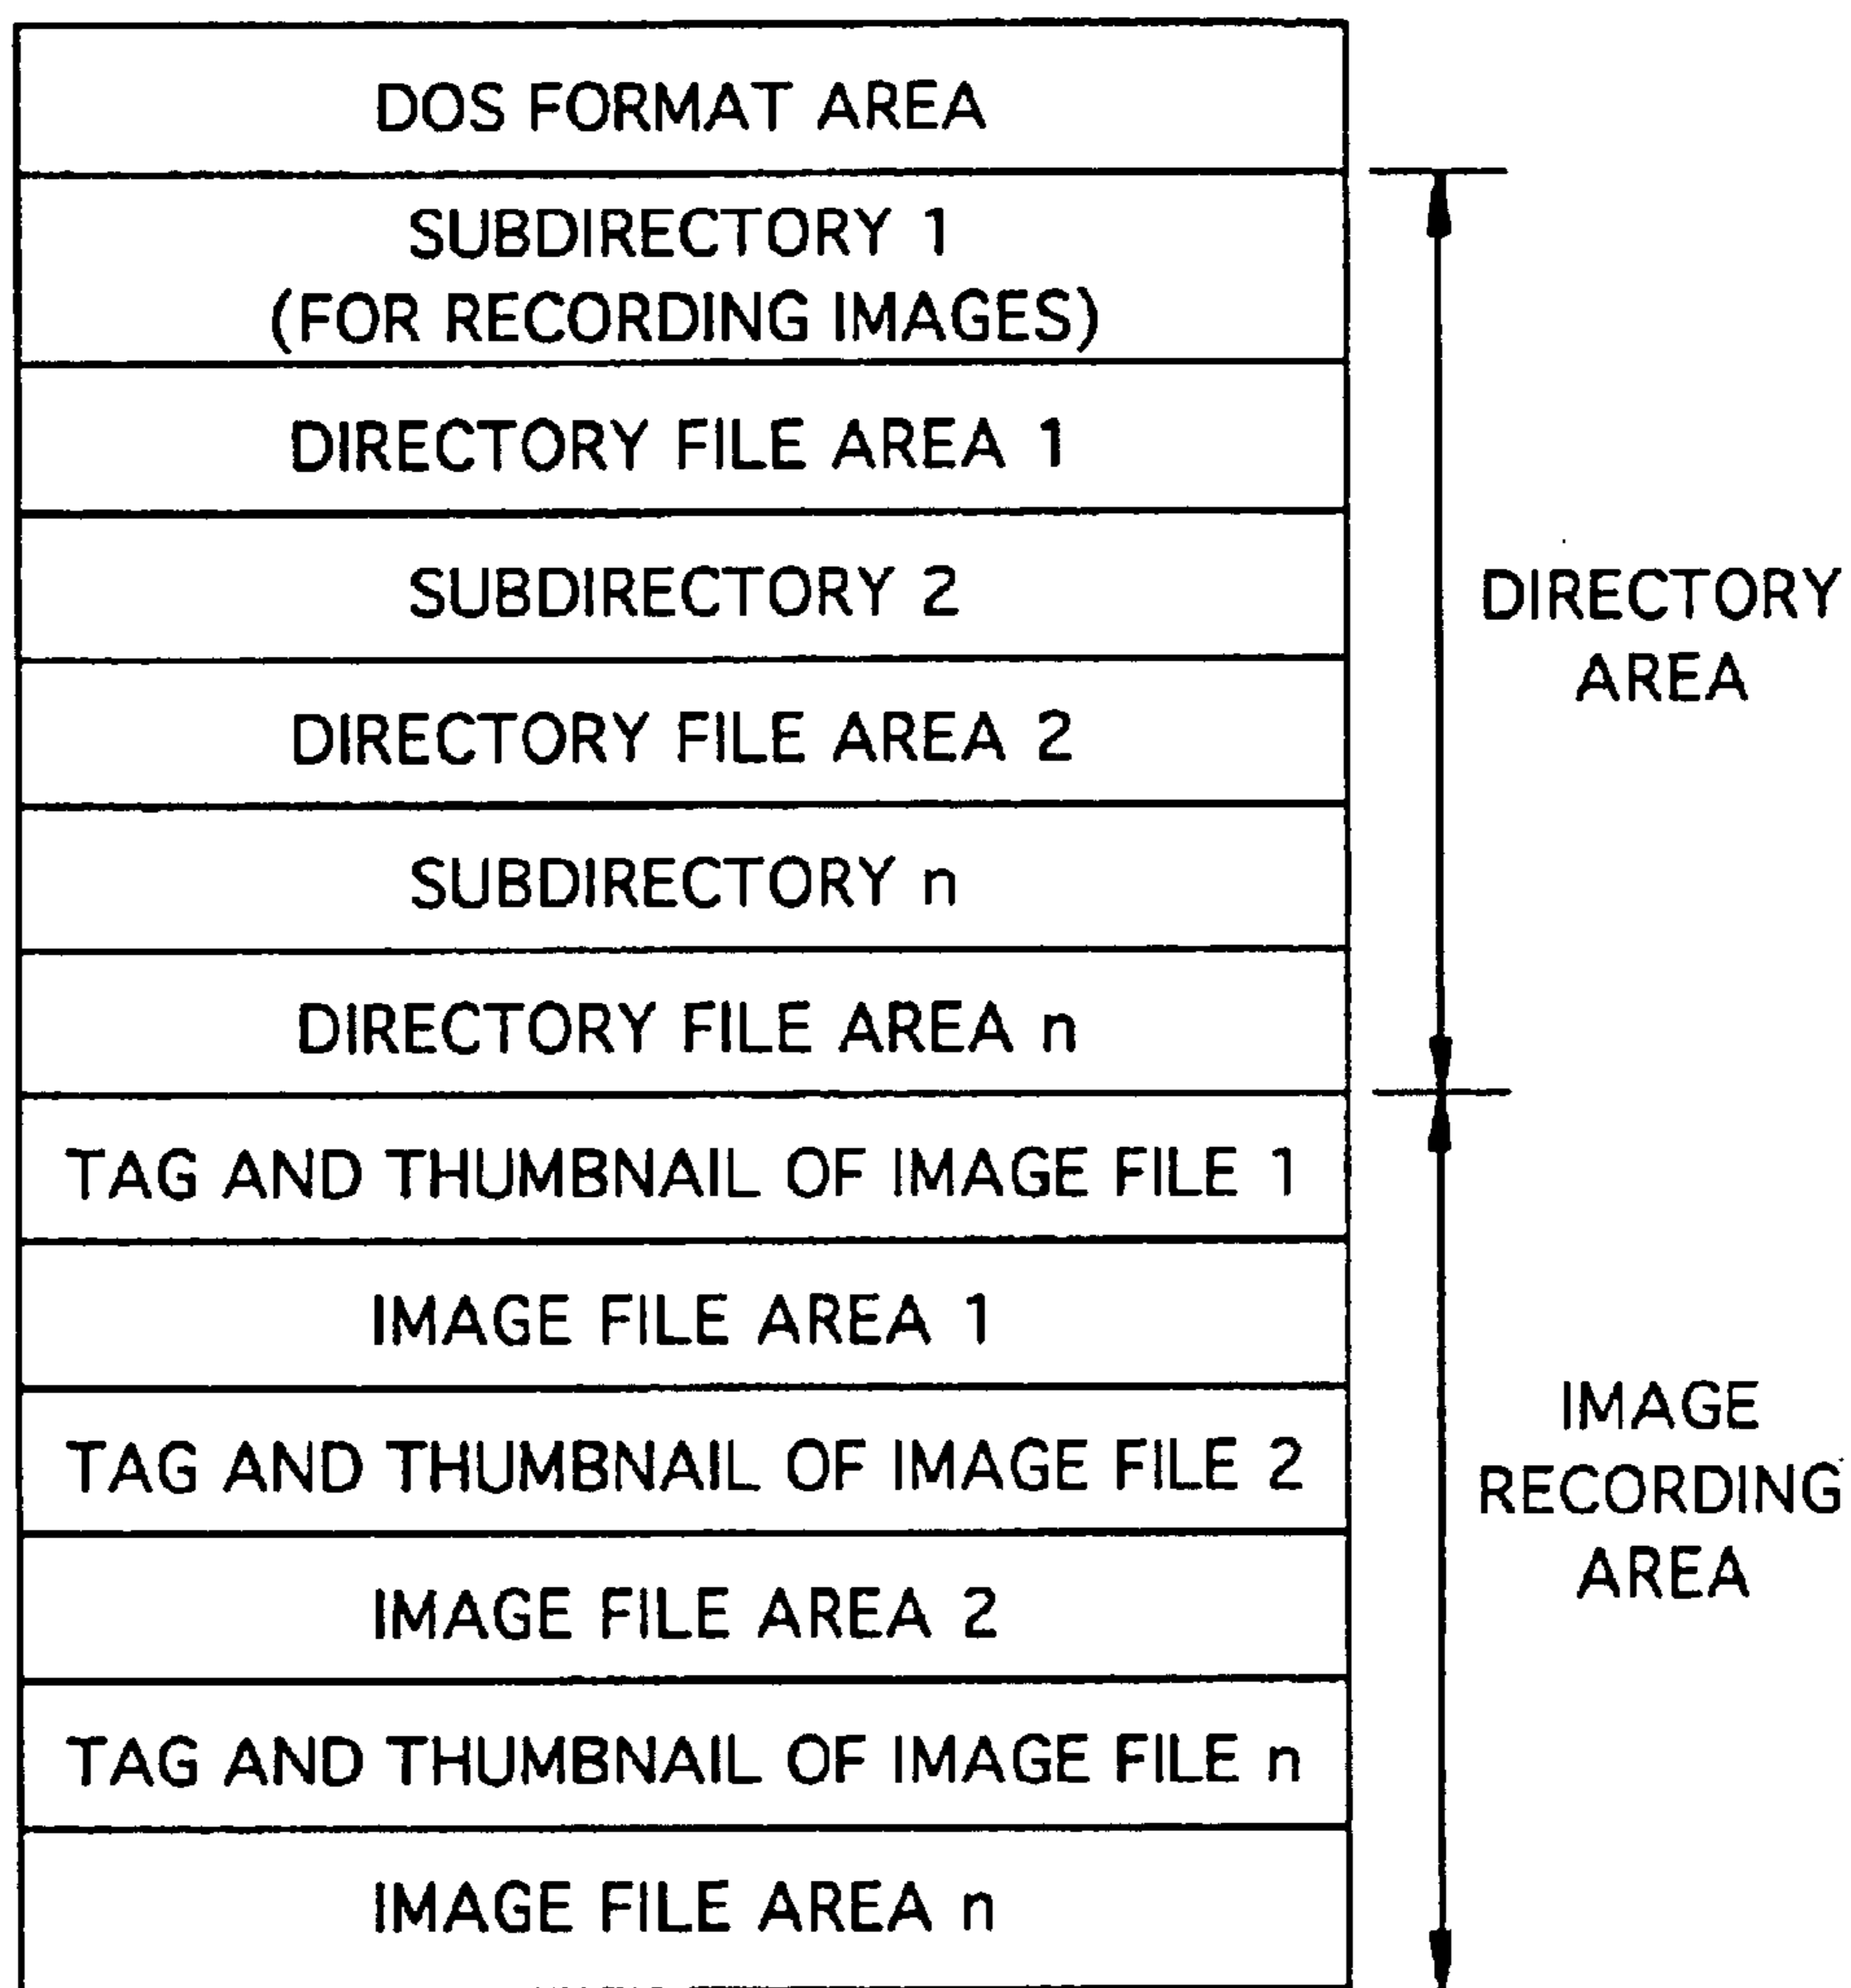 DOS FORMAT AREA
SUBDIRECTORY 1
(FOR RECORDING IMAGES)
DIRECTORY FILE AREA 1
SUBDIRECTORY 2
DIRECTORY FILE AREA 2
SUBDIRECTORY n
DIRECTORY FILE AREA n
TAG AND THUMBNAIL OF IMAGE FILE 1
IMAGE FILE AREA 1
TAG AND THUMBNAIL OF IMAGE FILE 2
IMAGE FILE AREA 2
TAG AND THUMBNAIL OF IMAGE FILE n
IMAGE FILE AREA n
DIRECTORY
AREA
IMAGE
RECORDING
AREA